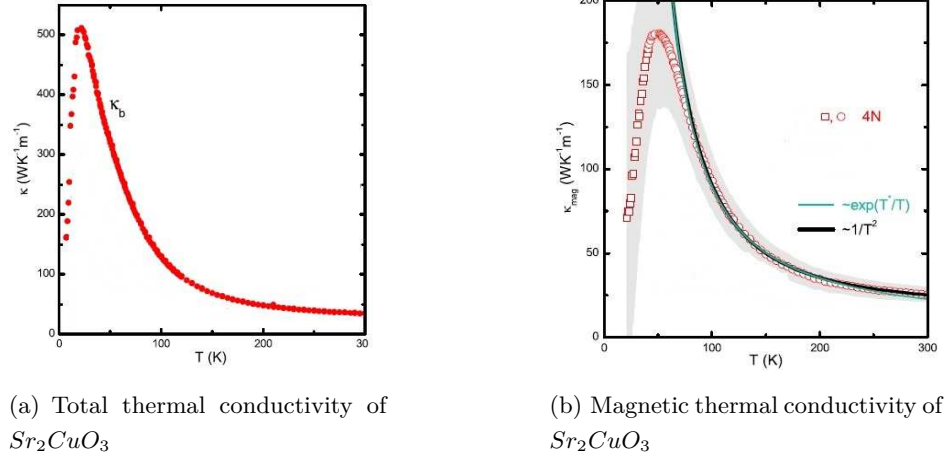 500
400
300
200
100
0
κ (WK⁻¹m⁻¹)
κ_b
0 100 200 30
T (K)
200
150
100
50
0
κ_mag (WK⁻¹m⁻¹)
□,○ 4N
~exp(T*/T)
~1/T²
0 100 200 300
T (K)
(a) Total thermal conductivity of
Sr₂CuO₃
(b) Magnetic thermal conductivity of
Sr₂CuO₃